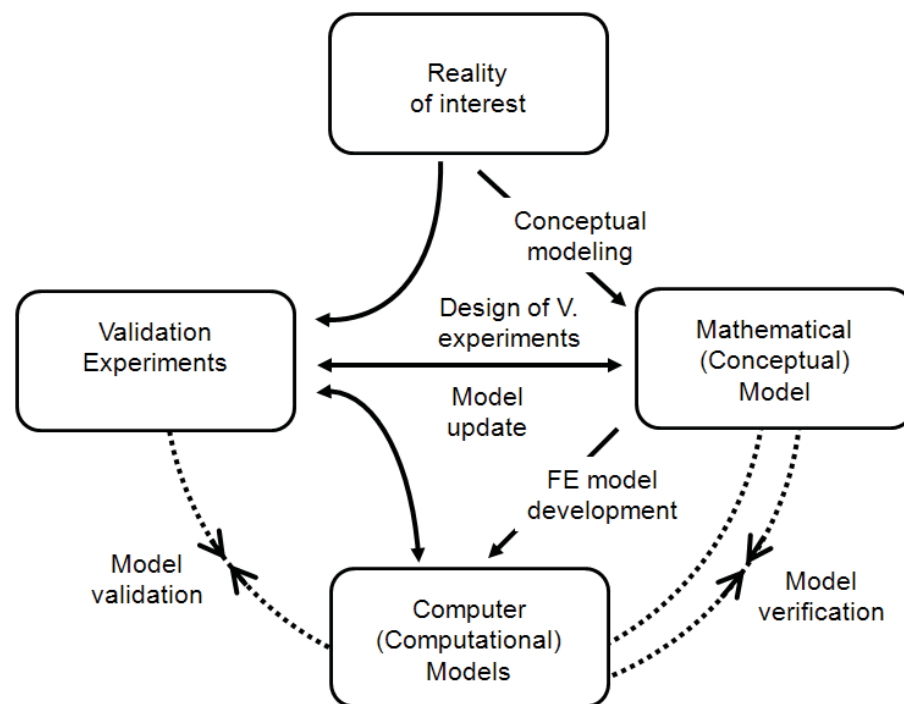 Reality
of interest
Conceptual
modeling
Validation
Experiments
Design of V.
experiments
Mathematical
(Conceptual)
Model
Model
update
FE model
development
Model
validation
Computer
(Computational)
Models
Model
verification